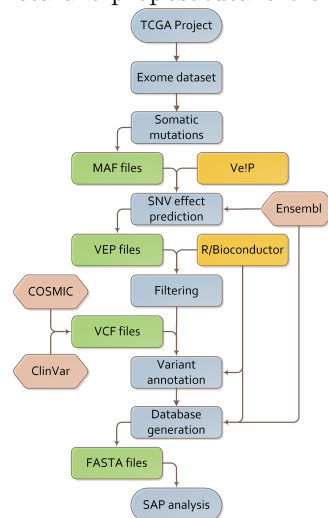 TCGA Project
Exome dataset
Somatic
mutations
MAF files
Ve!P
SNV effect
prediction
Ensembl
VEP files
R/Bioconductor
COSMIC
Filtering
VCF files
ClinVar
Variant
annotation
Database
generation
FASTA files
SAP analysis